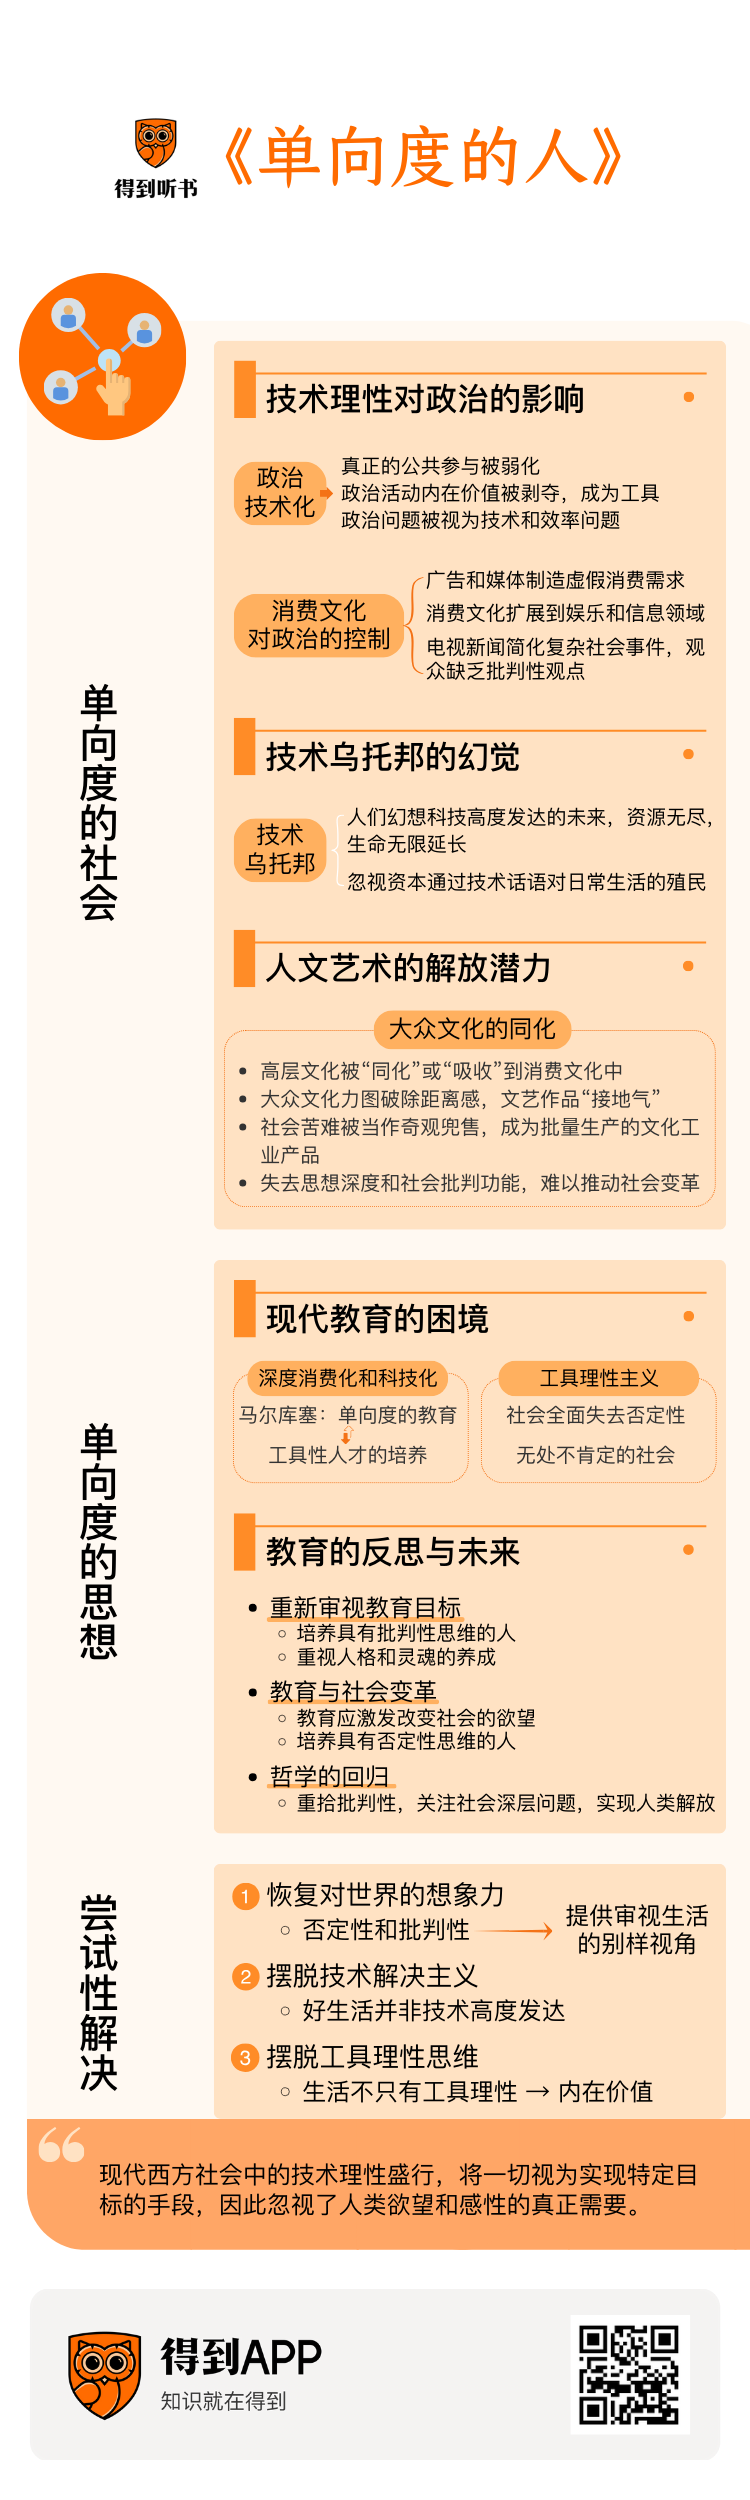 得到听书
《单向度的人》
单向度的社会
技术理性对政治的影响
政治
技术化
真正的公共参与被弱化
政治活动内在价值被剥夺，成为工具
政治问题被视为技术和效率问题
消费文化
对政治的控制
广告和媒体制造虚假消费需求
消费文化扩展到娱乐和信息领域
电视新闻简化复杂社会事件，观
众缺乏批判性观点
技术乌托邦的幻觉
技术
乌托邦
人们幻想科技高度发达的未来，资源无尽，
生命无限延长
忽视资本通过技术话语对日常生活的殖民
人文艺术的解放潜力
大众文化的同化
高层文化被“同化”或“吸收”到消费文化中
大众文化力图破除距离感，文艺作品“接地气”
社会苦难被当作奇观兜售，成为批量生产的文化工
业产品
失去思想深度和社会批判功能，难以推动社会变革
单向度的思想
现代教育的困境
深度消费化和科技化
马尔库塞：单向度的教育
工具性人才的培养
工具理性主义
社会全面失去否定性
无处不肯定的社会
教育的反思与未来
重新审视教育目标
培养具有批判性思维的人
重视人格和灵魂的养成
教育与社会变革
教育应激发改变社会的欲望
培养具有否定性思维的人
哲学的回归
重拾批判性，关注社会深层问题，实现人类解放
尝试性解决
1 恢复对世界的想象力
否定性和批判性
提供审视生活
的别样视角
2 摆脱技术解决主义
好生活并非技术高度发达
3 摆脱工具理性思维
生活不只有工具理性 → 内在价值
现代西方社会中的技术理性盛行，将一切视为实现特定目
标的手段，因此忽视了人类欲望和感性的真正需要。
得到APP
知识就在得到